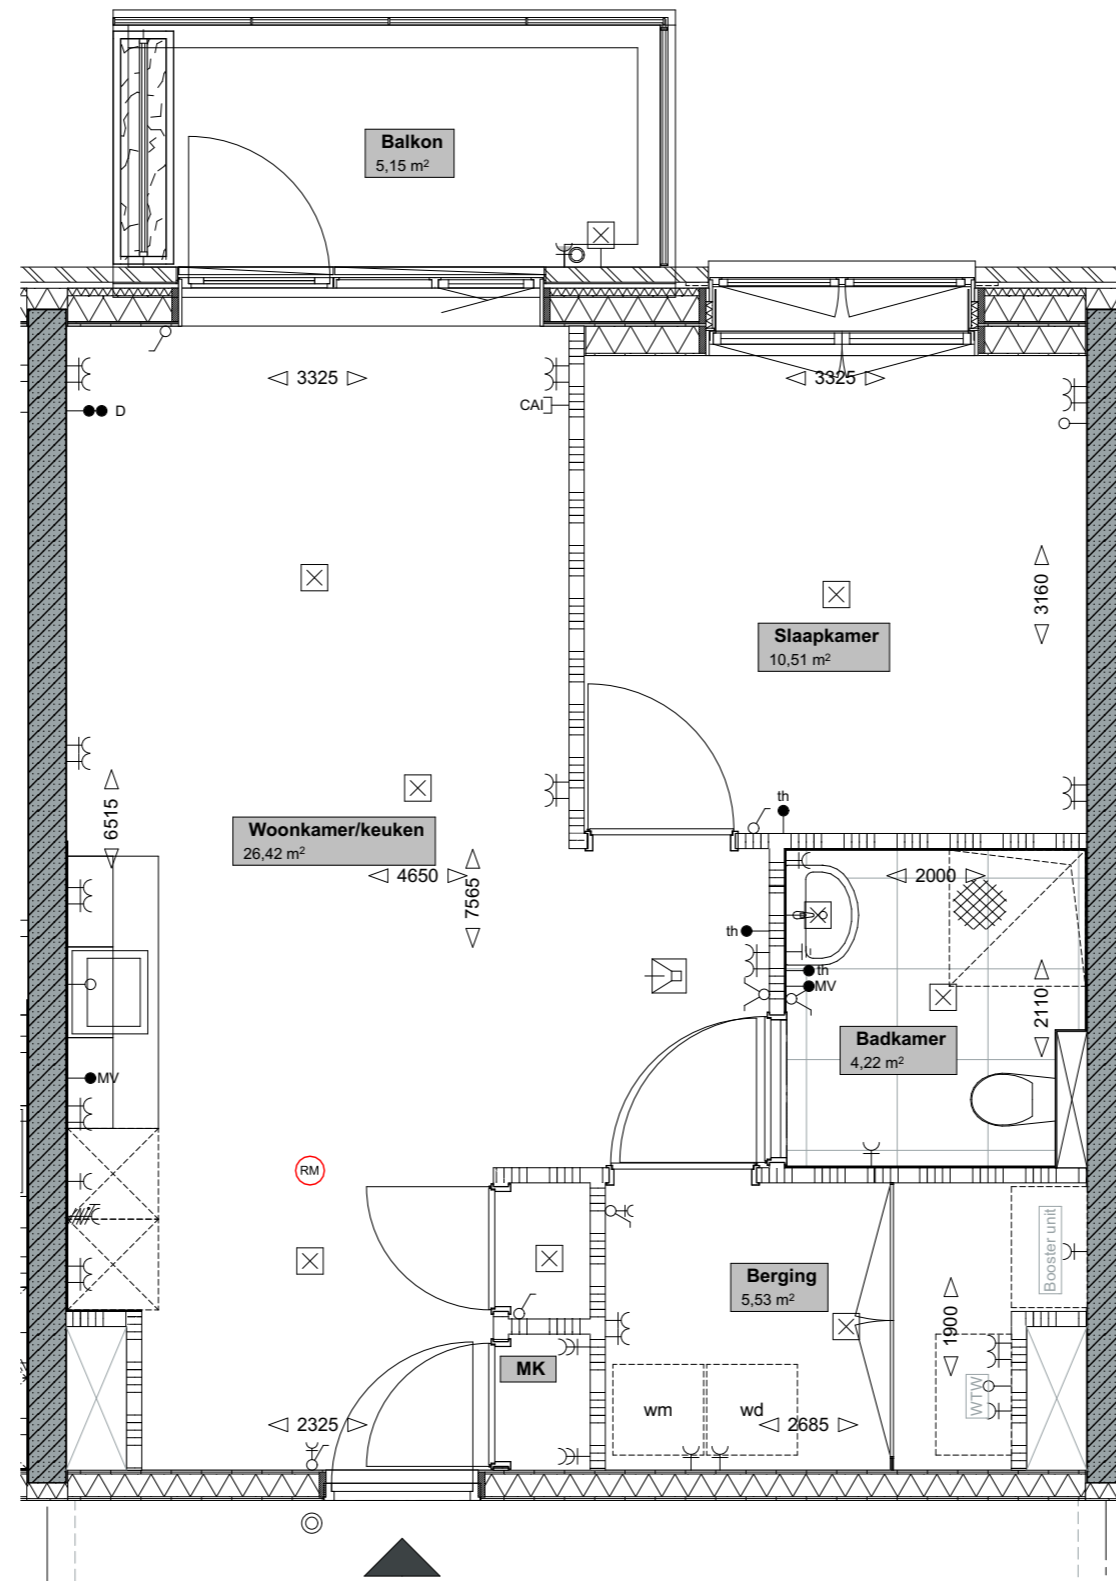 Balkon
5,15 m²
3325
3325
D
CAI
3160
Slaapkamer
10,51 m²
6515
th
Woonkamer/keuken
26,42 m²
4650
7565
2000
th
th
MV
2110
Badkamer
4,22 m²
MV
RM
Booster unit
Berging
5,53 m²
1900
MK
wm
wd
WTW
2325
2685